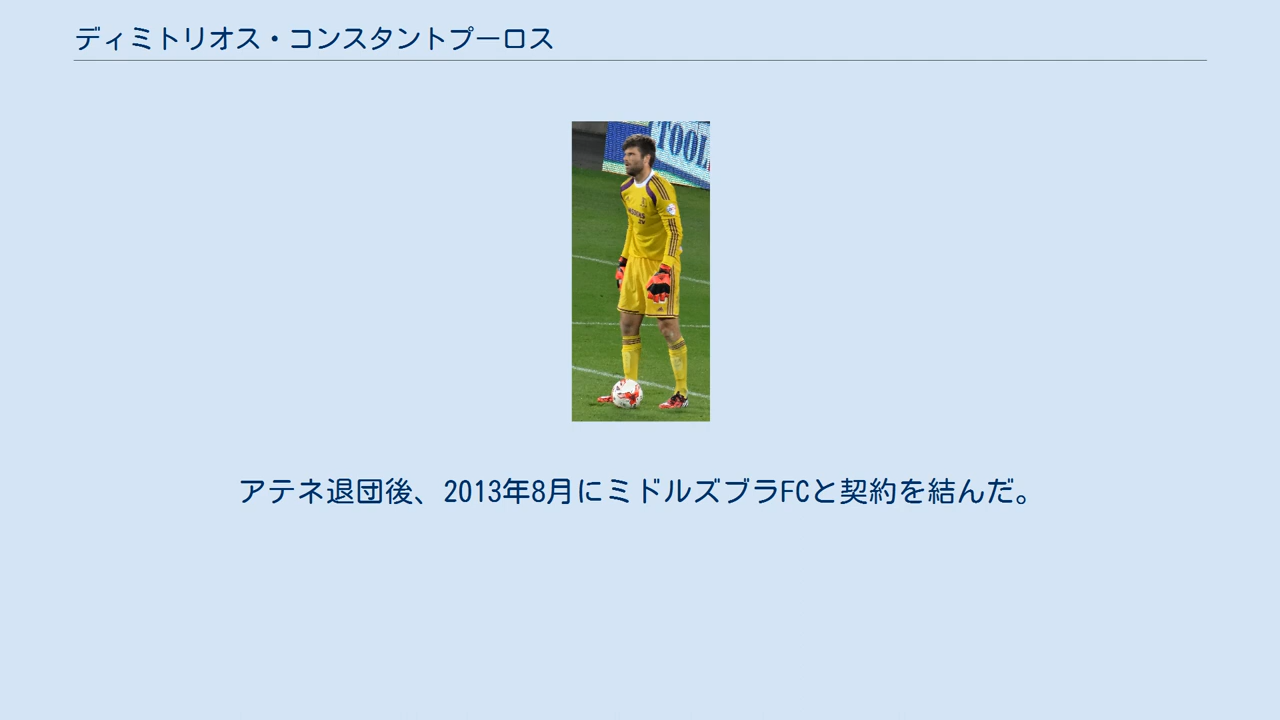 ディミトリオス・コンスタントプーロス
TOOL
アテネ退団後、2013年8月にミドルズブラFCと契約を結んだ。